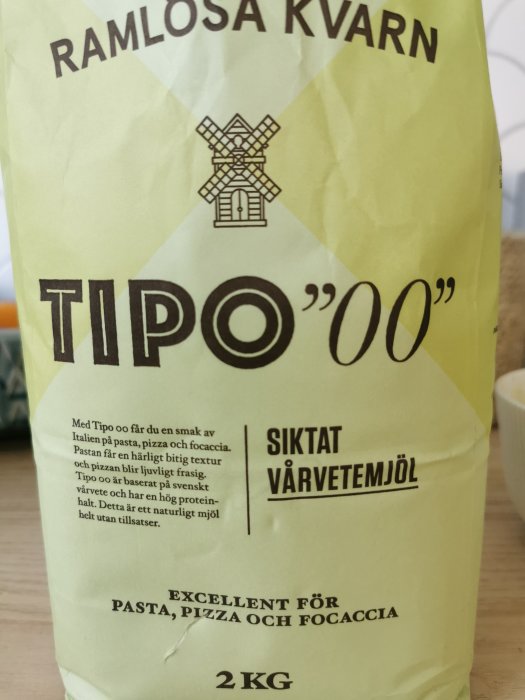 RAMLÖSA KVARN
TIPO "00"
Med Tipo 00 får du en smak av
Italien på pasta, pizza och focaccia.
Pastan får en härligt bitig textur
och pizzan blir ljuvligt frasig.
Tipo 00 är baserat på svenskt
vårvete och har en hög protein-
halt. Detta är ett naturligt mjöl
helt utan tillsatser.
SIKTAT
VÅRVETEMJÖL
EXCELLENT FÖR
PASTA, PIZZA OCH FOCACCIA
2 KG